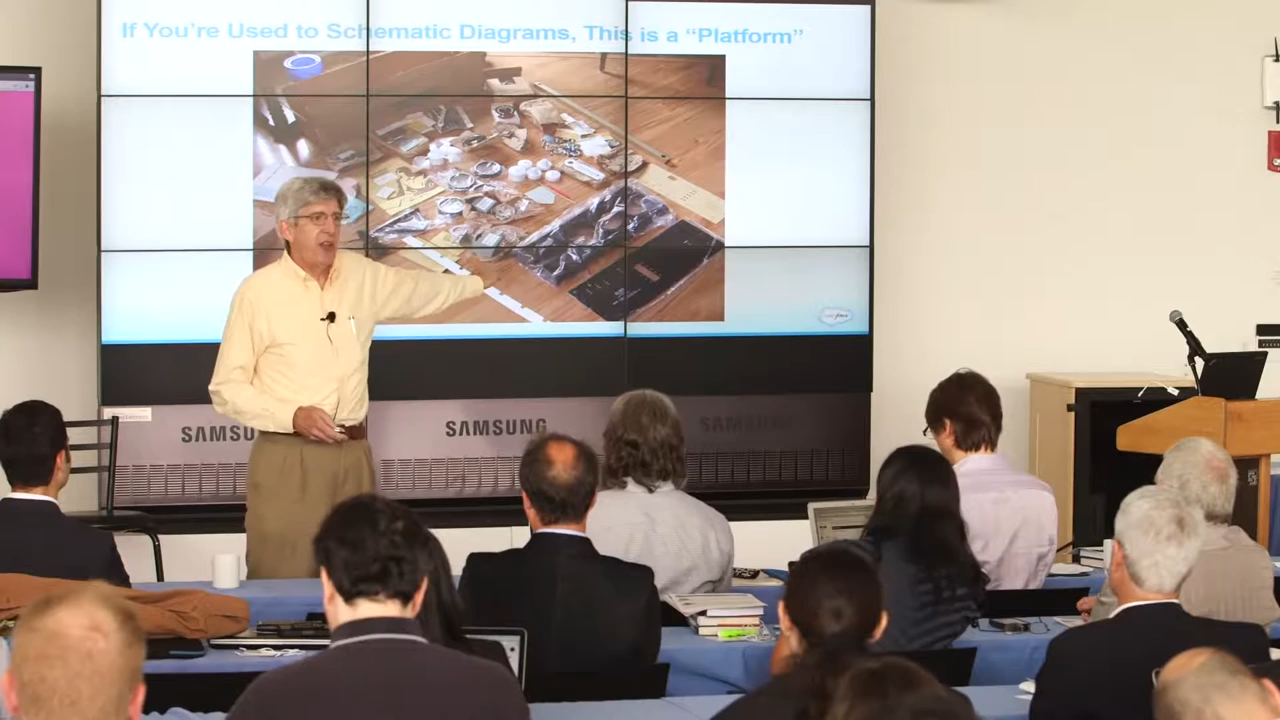 If You're Used to Schematic Diagrams, This is a “Platform”
SAMSUNG
SAMSUNG
SAMSUNG